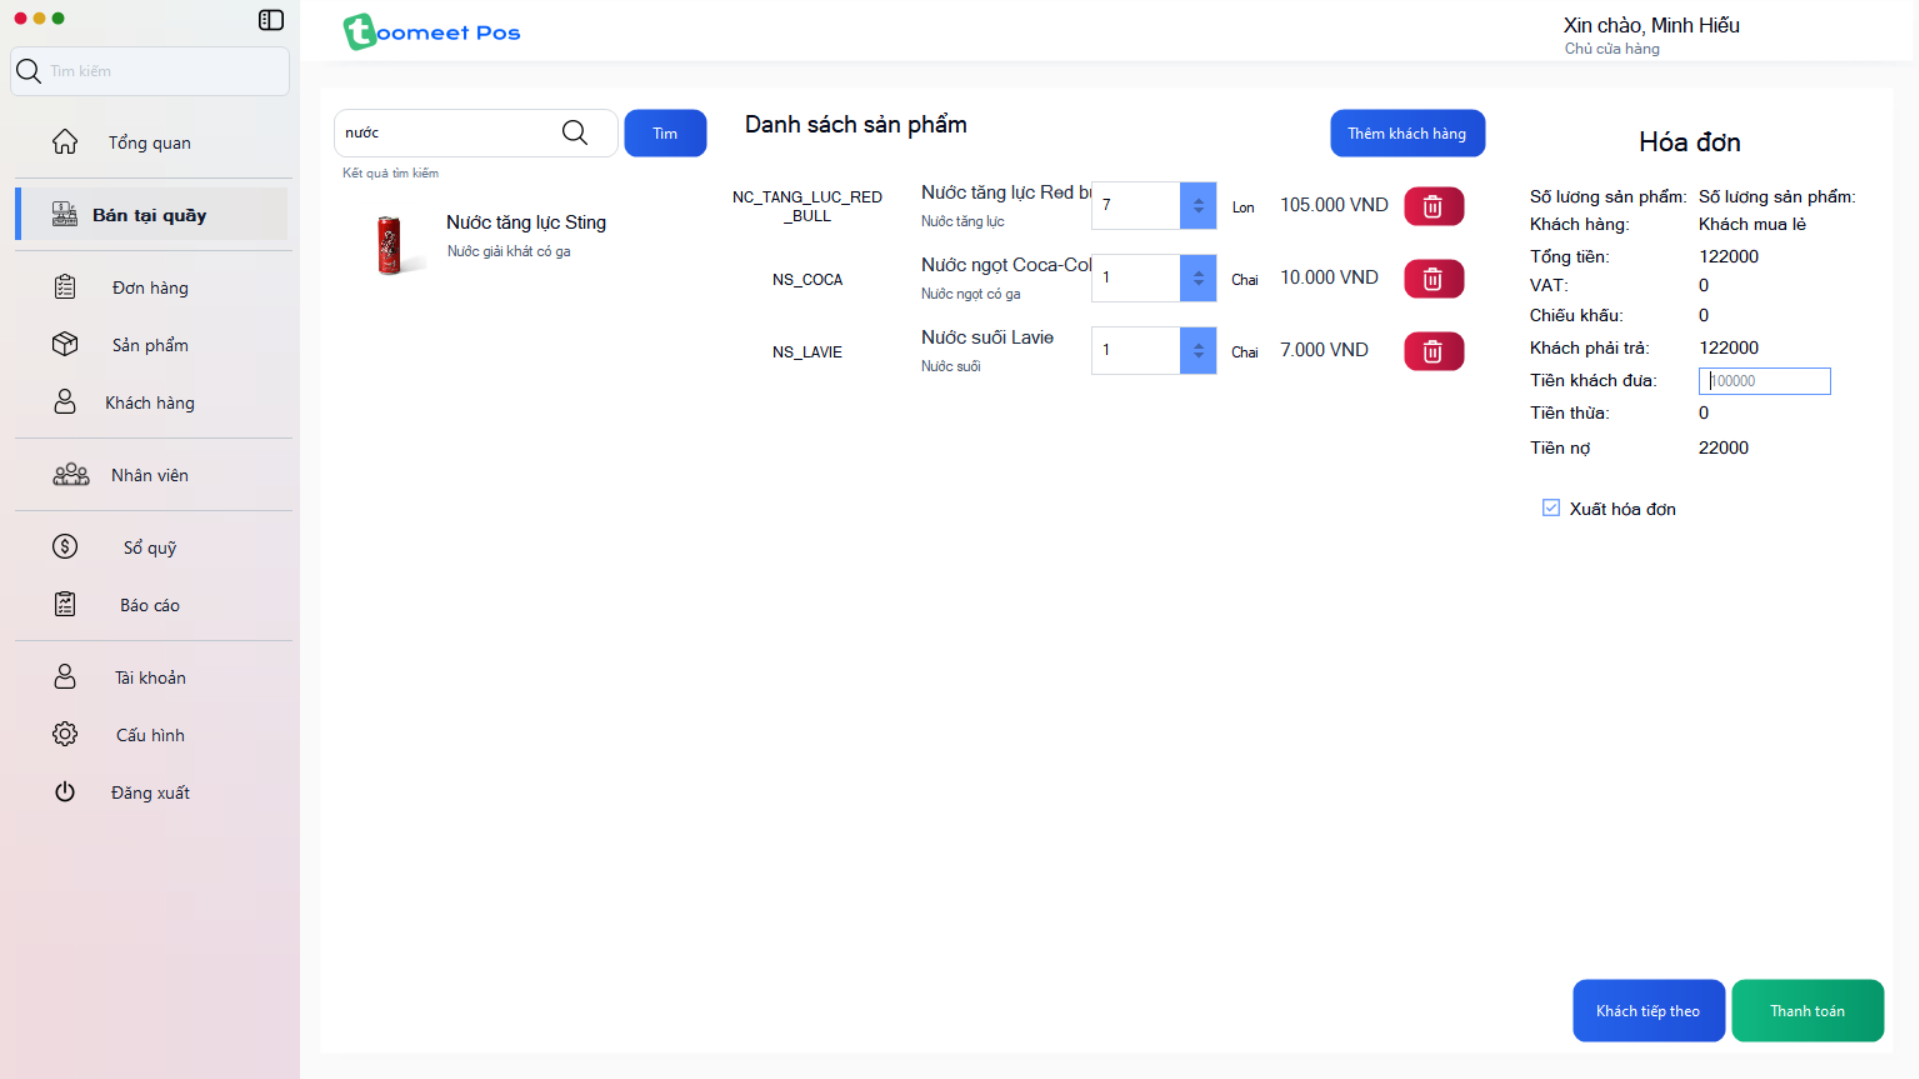 Tìm kiếm
Tổng quan
Bán tại quầy
Đơn hàng
Sản phẩm
Khách hàng
Nhân viên
Sổ quỹ
Báo cáo
Tài khoản
Cấu hình
Đăng xuất
toomeet Pos
Xin chào, Minh Hiếu
Chủ cửa hàng
nước
Tìm
Kết quả tìm kiếm
Nước tăng lực Sting
Nước giải khát có ga
Danh sách sản phẩm
Thêm khách hàng
NC_TANG_LUC_RED
_BULL
Nước tăng lực Red bu
Nước tăng lực
7
Lon
105.000 VND
NS_COCA
Nước ngọt Coca-Col
Nước ngọt có ga
1
Chai
10.000 VND
NS_LAVIE
Nước suối Lavie
Nước suối
1
Chai
7.000 VND
Hóa đơn
Số lương sản phẩm: Số lương sản phẩm:
Khách hàng: Khách mua lẻ
Tổng tiền: 122000
VAT: 0
Chiếu khấu: 0
Khách phải trả: 122000
Tiền khách đưa: 100000
Tiền thừa: 0
Tiền nợ 22000
Xuất hóa đơn
Khách tiếp theo
Thanh toán